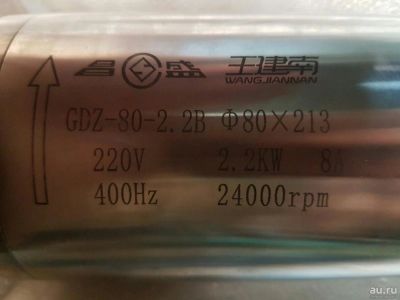 昌 盛 王建南
WANGJIANNAN
GDZ-80-2.2B Φ80×213
220V 2.2KW 8A
400Hz 24000rpm
au.ru